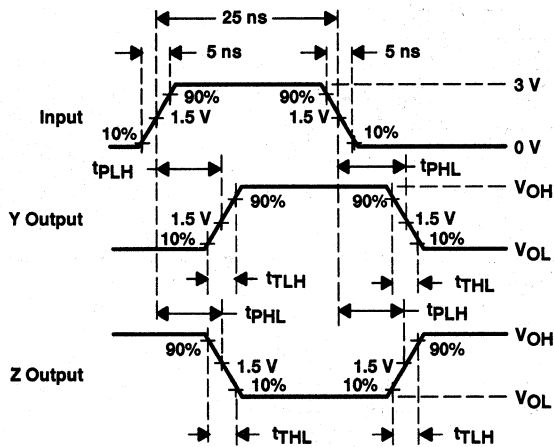 25 ns
5 ns 5 ns
3 V
90% 90%
Input 1.5 V 1.5 V
10% 10%
0 V
tPLH tPHL
VOH
90% 90%
Y Output 1.5 V 1.5 V
10% 10%
VOL
tTLH tTHL
tPHL tPLH
VOH
90% 90%
Z Output 1.5 V 1.5 V
10% 10%
VOL
tTHL tTLH